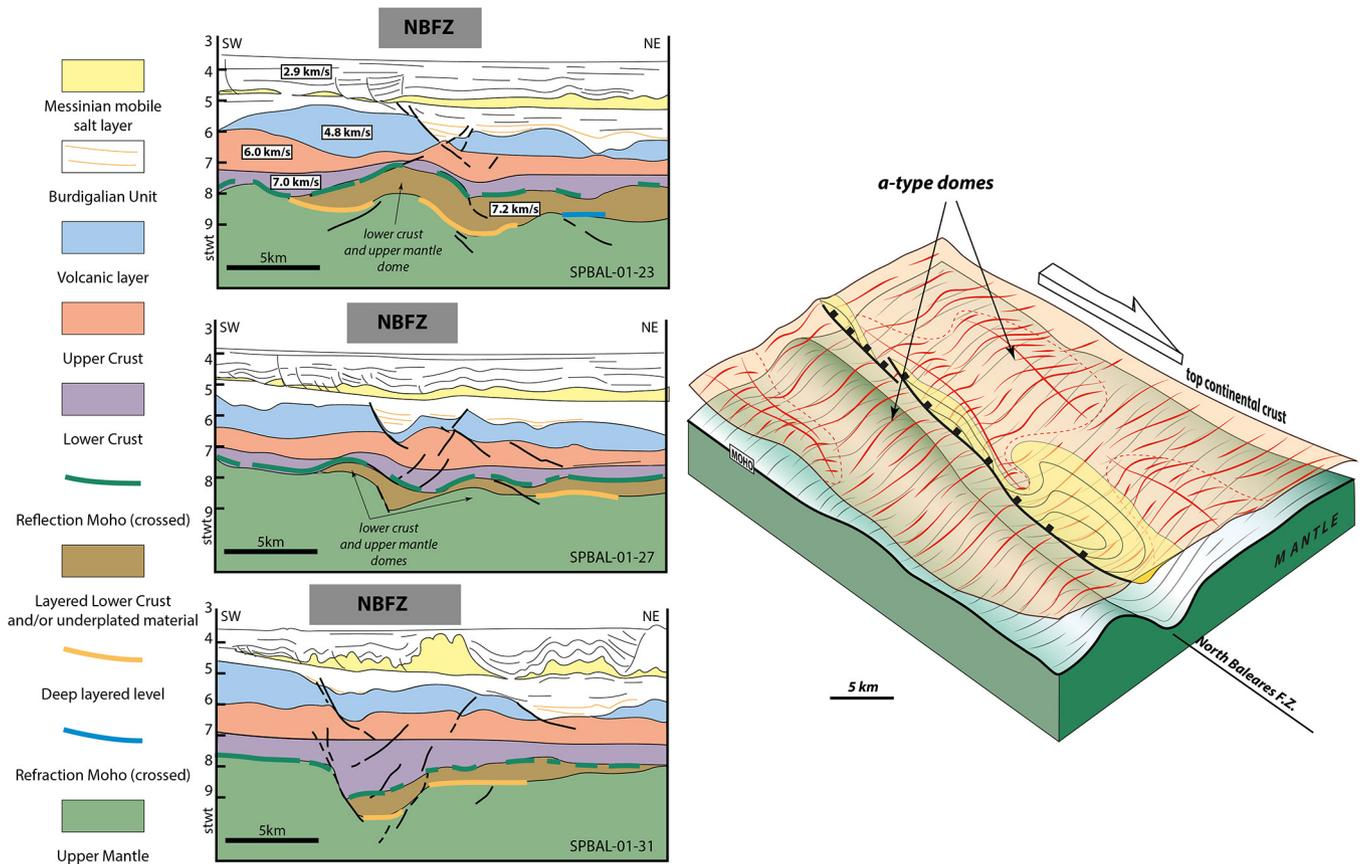 Messinian mobile
salt layer
Burdigalian Unit
Volcanic layer
Upper Crust
Lower Crust
Reflection Moho (crossed)
Layered Lower Crust
and/or underplated material
Deep layered level
Refraction Moho (crossed)
Upper Mantle
NBFZ
SW
NE
3
4
5
6
7
8
9
stwt
2.9 km/s
4.8 km/s
6.0 km/s
7.0 km/s
7.2 km/s
lower crust
and upper mantle
dome
5km
SPBAL-01-23
NBFZ
SW
NE
3
4
5
6
7
8
9
stwt
lower crust
and upper mantle
domes
5km
SPBAL-01-27
NBFZ
SW
NE
3
4
5
6
7
8
9
stwt
5km
SPBAL-01-31
a-type domes
top continental crust
MOHO
MANTLE
North Baleares F.Z.
5 km